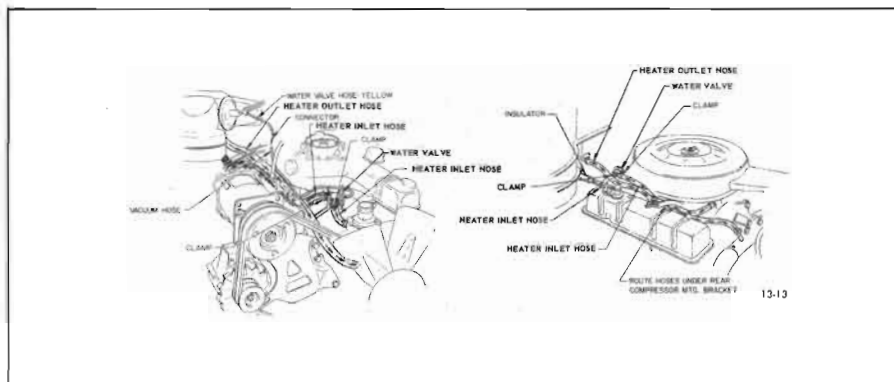 WATER VALVE HOSE-YELLOW
HEATER OUTLET HOSE
CONNECTOR
HEATER INLET HOSE
CLAMP
WATER VALVE
HEATER INLET HOSE
VACUUM HOSE
CLAMP
HEATER OUTLET HOSE
WATER VALVE
CLAMP
INSULATOR
CLAMP
HEATER INLET HOSE
HEATER INLET HOSE
ROUTE HOSES UNDER REAR
COMPRESSOR MTG. BRACKET
13-13